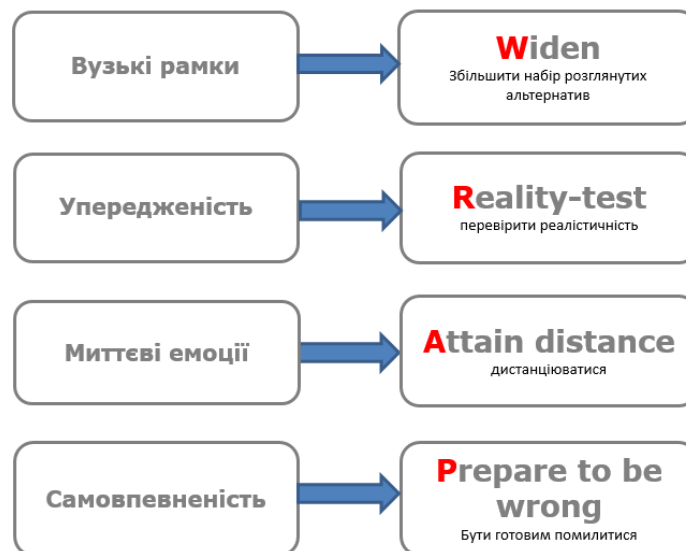 Вузькі рамки
Widen
Збільшити набір розглянутих
альтернатив
Упередженість
Reality-test
перевірити реалістичність
Миттєві емоції
Attain distance
дистанціюватися
Самовпевненість
Prepare to be
wrong
Бути готовим помилитися